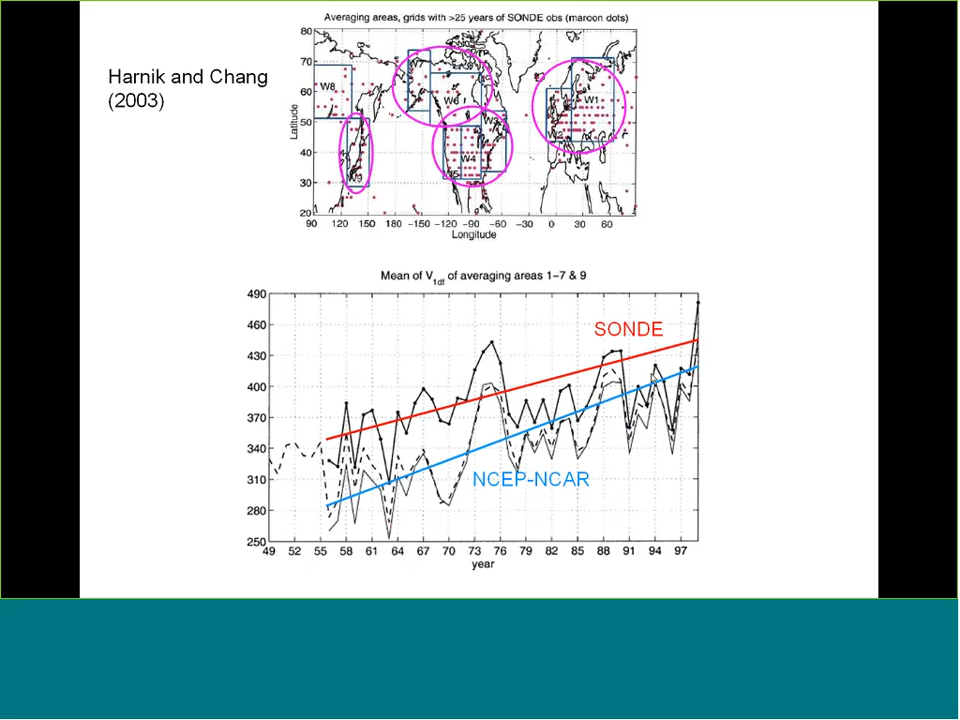 Averaging areas, grids with >25 years of SONDE obs (maroon dots)
Harnik and Chang
(2003)
Latitude
80
70
60
50
40
30
20
W8
W7
W6
W3
W1
W2
W4
W5
W9
90 120 150 180 −150 −120 −90 −60 −30 0 30 60
Longitude
Mean of V1df of averaging areas 1−7 & 9
490
460
430
400
370
340
310
280
250
SONDE
NCEP-NCAR
49 52 55 58 61 64 67 70 73 76 79 82 85 88 91 94 97
year